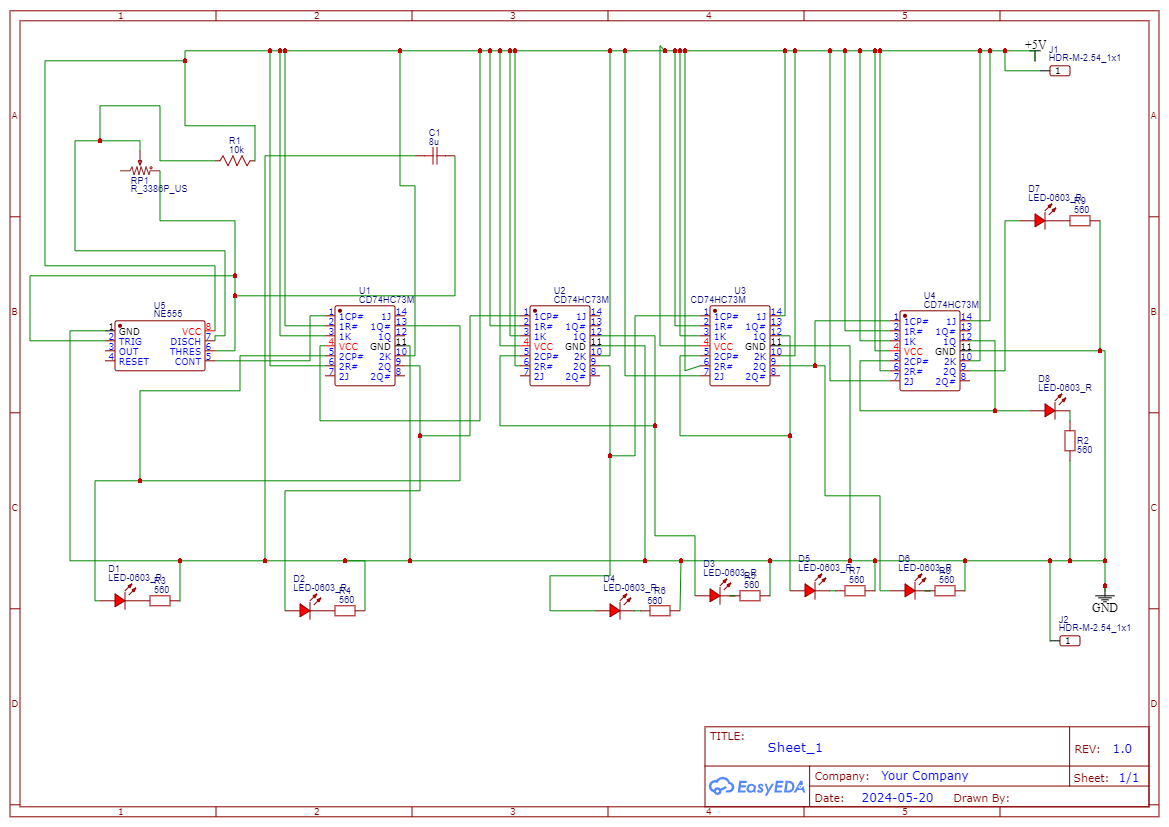 1 2 3 4 5
A A
B B
C C
D D
1 2 3 4 5
+5V
J1
HDR-M-2.54_1x1
1
C1
8u
R1
10k
RP1
R_3386P_US
D7
LED-0603_R
R9
560
U5
NE555
1 GND VCC 8
2 TRIG DISCH 7
3 OUT THRES 6
4 RESET CONT 5
U1
CD74HC73M
1 1CP# 1J 14
2 1R# 1Q# 13
3 1K 1Q 12
4 VCC GND 11
5 2CP# 2K 10
6 2R# 2Q 9
7 2J 2Q# 8
U2
CD74HC73M
1 1CP# 1J 14
2 1R# 1Q# 13
3 1K 1Q 12
4 VCC GND 11
5 2CP# 2K 10
6 2R# 2Q 9
7 2J 2Q# 8
U3
CD74HC73M
1 1CP# 1J 14
2 1R# 1Q# 13
3 1K 1Q 12
4 VCC GND 11
5 2CP# 2K 10
6 2R# 2Q 9
7 2J 2Q# 8
U4
CD74HC73M
1 1CP# 1J 14
2 1R# 1Q# 13
3 1K 1Q 12
4 VCC GND 11
5 2CP# 2K 10
6 2R# 2Q 9
7 2J 2Q# 8
D8
LED-0603_R
R2
560
D1
LED-0603_R
R3
560
D2
LED-0603_R
R4
560
D4
LED-0603_R
R6
560
D3
LED-0603_R
R5
560
D5
LED-0603_R
R7
560
D6
LED-0603_R
R8
560
GND
J2
HDR-M-2.54_1x1
1
TITLE:
Sheet_1
REV: 1.0
EasyEDA
Company: Your Company
Sheet: 1/1
Date: 2024-05-20 Drawn By: